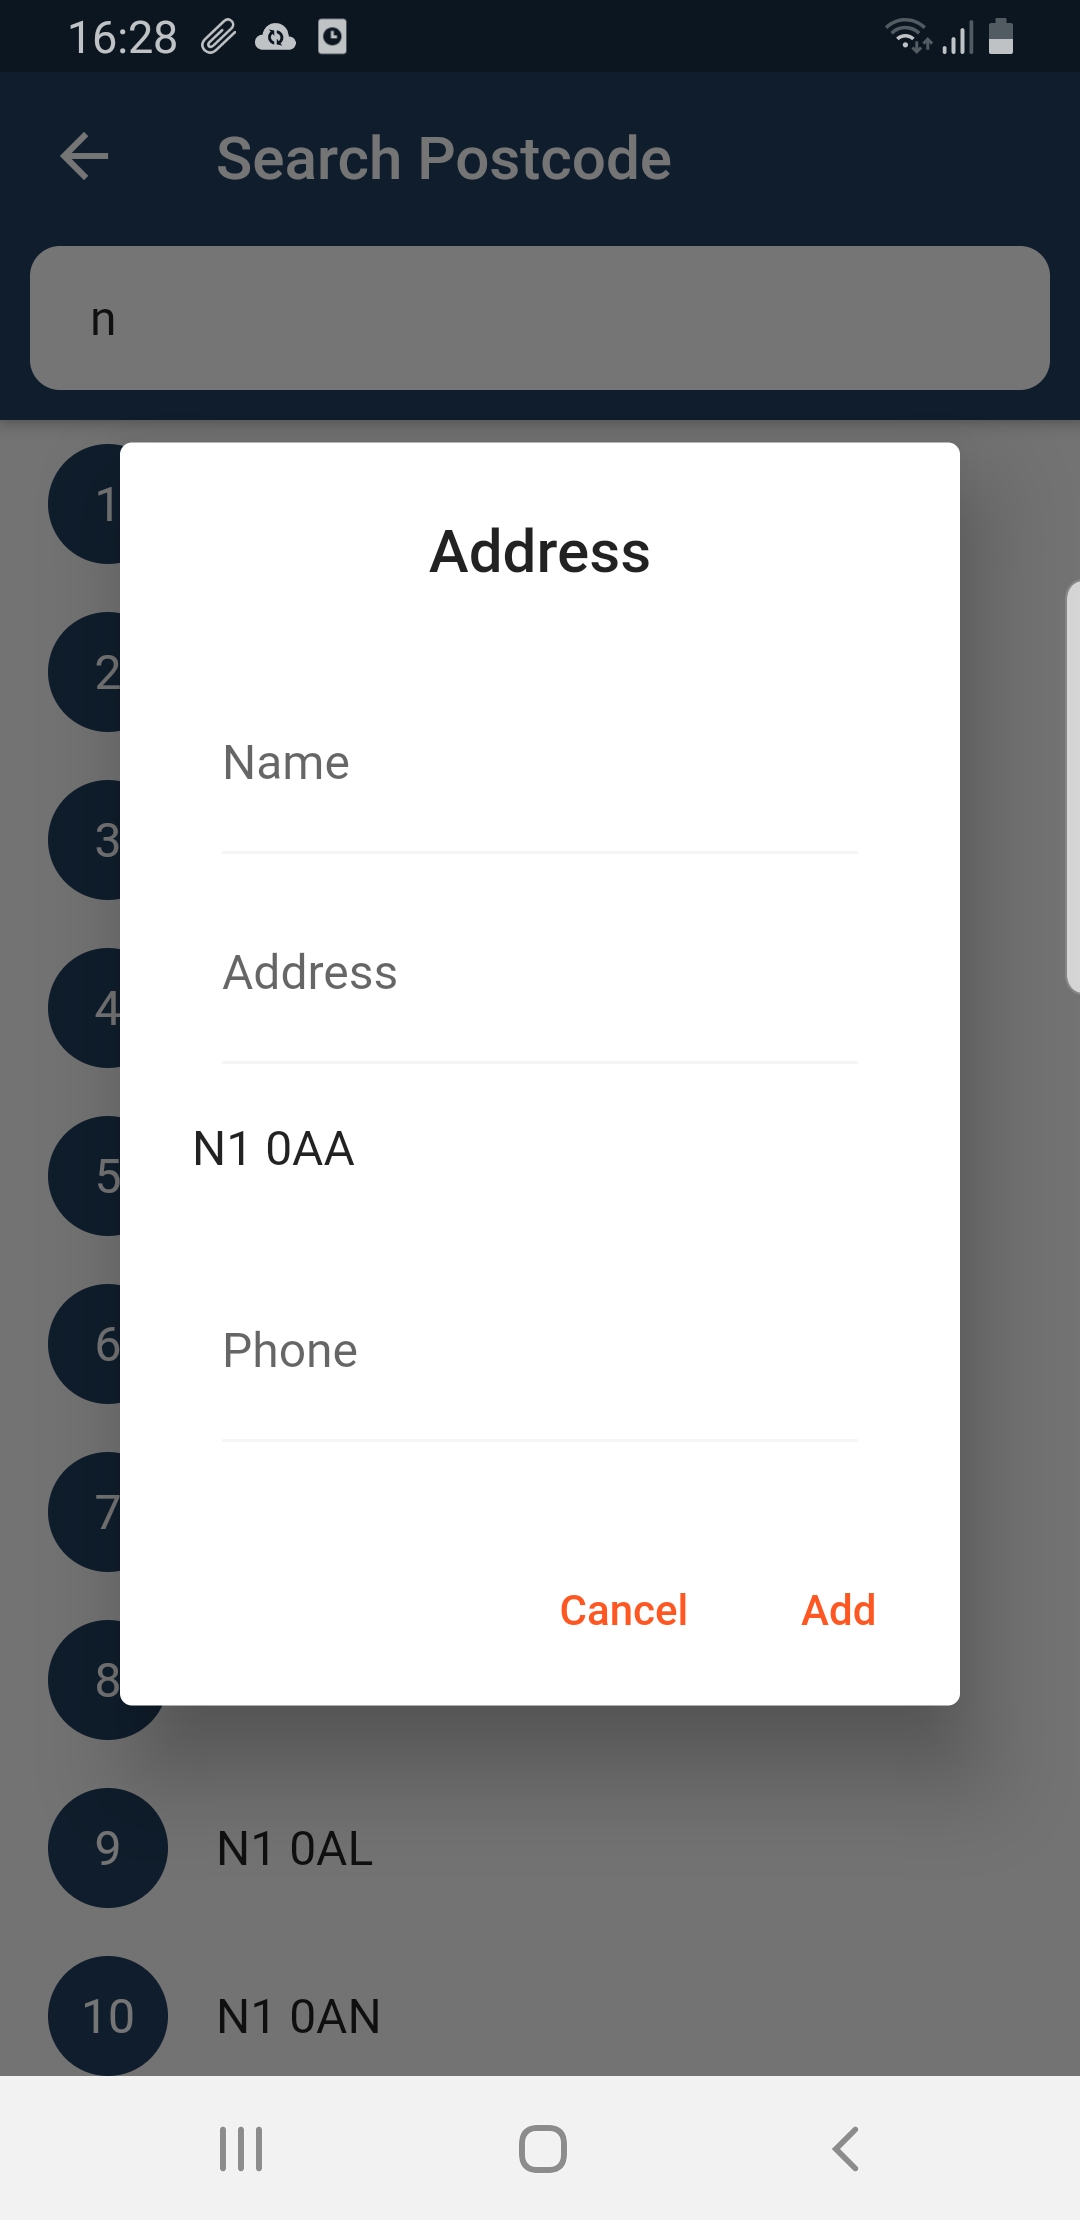 16:28
Search Postcode
n
1
2
3
4
5
6
7
8
Address
Name
Address
N1 0AA
Phone
Cancel Add
9 N1 0AL
10 N1 0AN